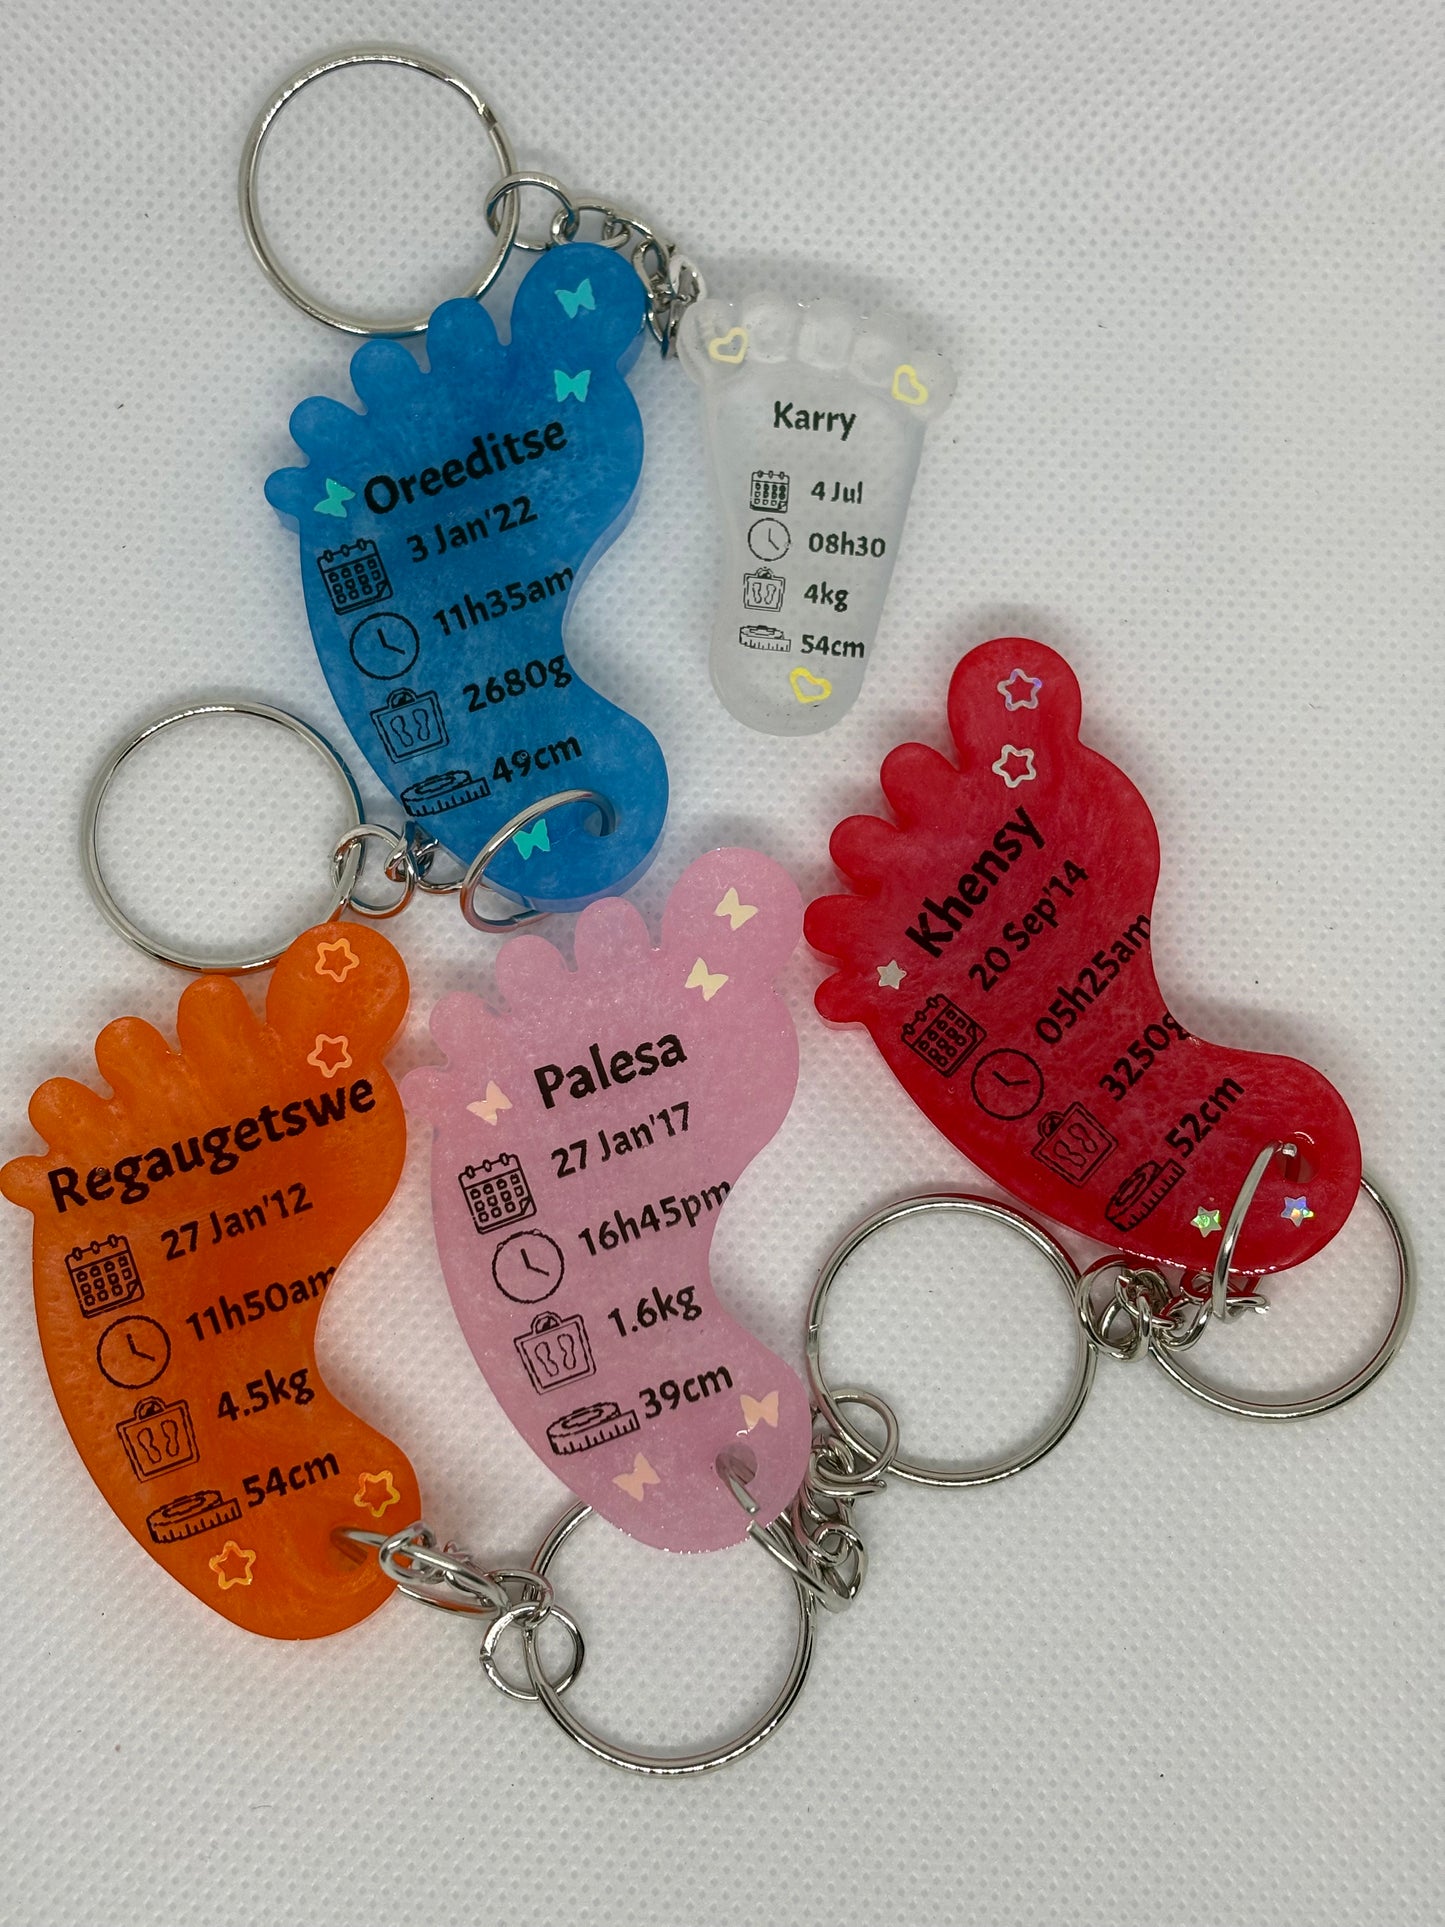 Oreeditse
3 Jan'22
11h35am
2680g
49cm
Karry
4 Jul
08h30
4kg
54cm
Khensy
20 Sep'14
05h25am
3250g
52cm
Palesa
27 Jan'17
16h45pm
1.6kg
39cm
Regaugetswe
27 Jan'12
11h50am
4.5kg
54cm